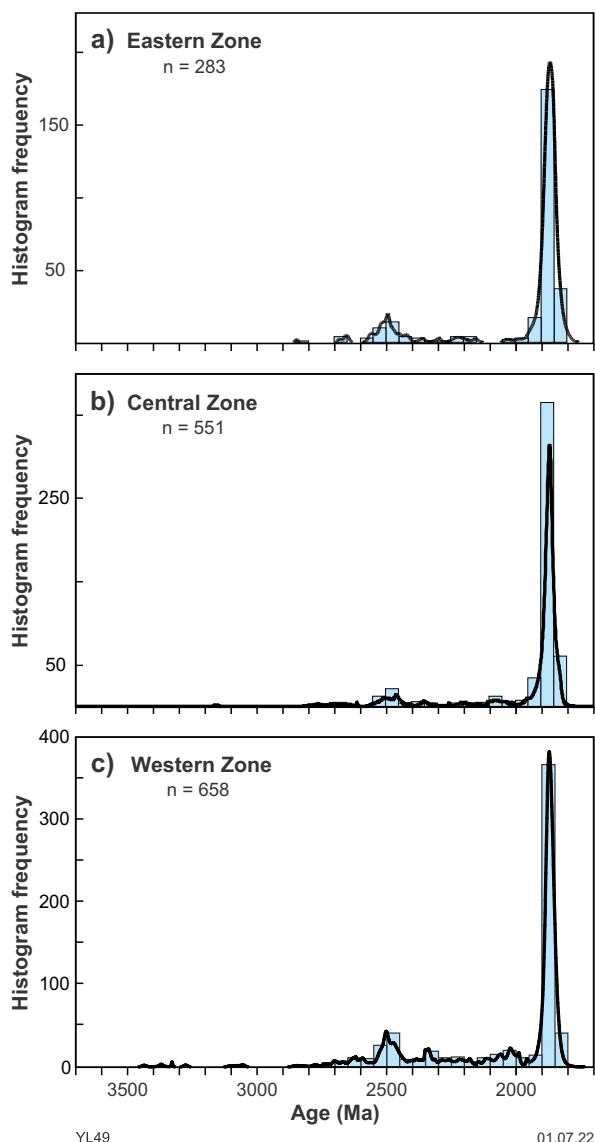 a) Eastern Zone
n = 283
Histogram frequency
150
50
b) Central Zone
n = 551
Histogram frequency
250
50
c) Western Zone
n = 658
Histogram frequency
400
300
200
100
0
3500 3000 2500 2000
Age (Ma)
YL49 01.07.22